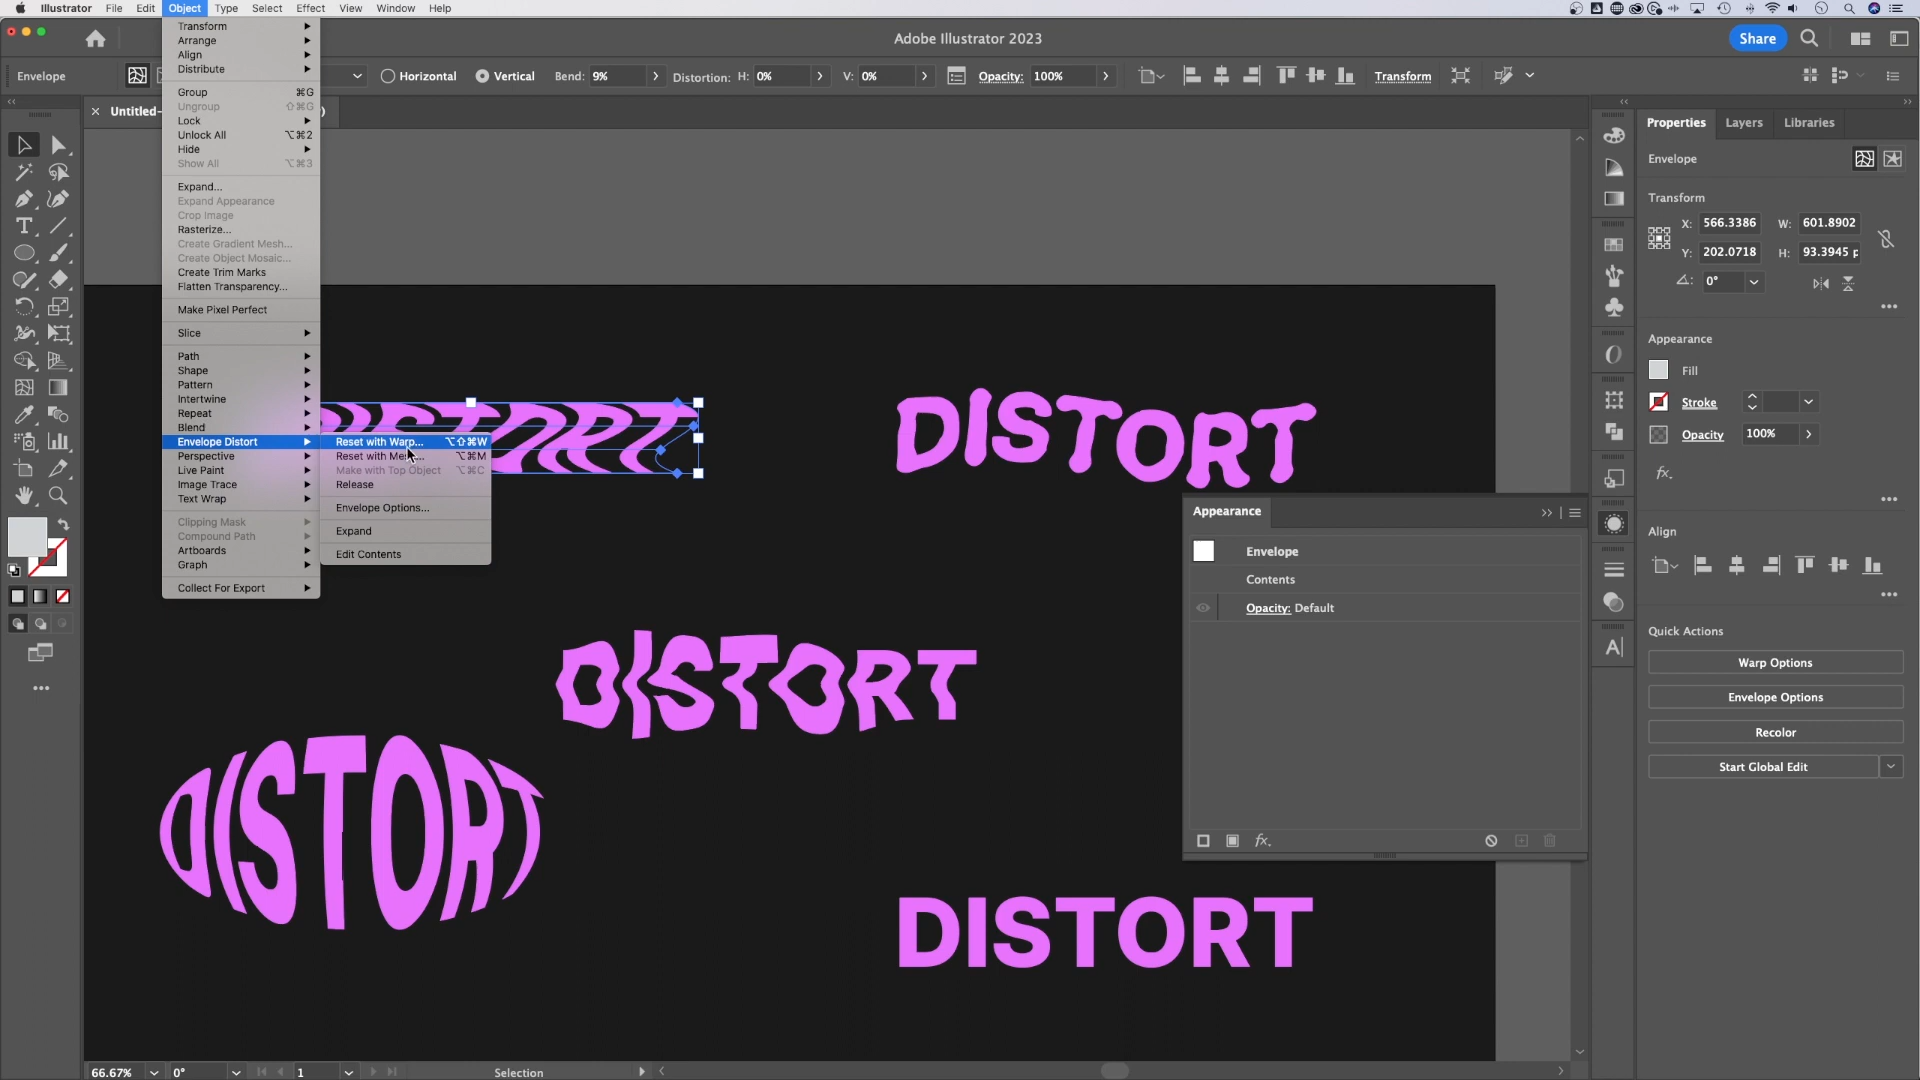 Illustrator File Edit Object Type Select Effect View Window Help
Adobe Illustrator 2023
Share
Envelope
Horizontal
Vertical
Bend: 9%
Distortion: H: 0%
V: 0%
Opacity: 100%
Transform
Untitled-
Transform
Arrange
Align
Distribute
Group ⌘G
Ungroup ⇧⌘G
Lock
Unlock All ⌥⌘2
Hide
Show All ⌥⌘3
Expand...
Expand Appearance
Crop Image
Rasterize...
Create Gradient Mesh...
Create Object Mosaic...
Create Trim Marks
Flatten Transparency...
Make Pixel Perfect
Slice
Path
Shape
Pattern
Intertwine
Repeat
Blend
Envelope Distort
Perspective
Live Paint
Image Trace
Text Wrap
Clipping Mask
Compound Path
Artboards
Graph
Collect For Export
Reset with Warp... ⌥⇧⌘W
Reset with Me ... ⌥⌘M
Make with Top Object ⌥⌘C
Release
Envelope Options...
Expand
Edit Contents
DISTORT
DISTORT
DISTORT
DISTORT
DISTORT
Appearance
Envelope
Contents
Opacity: Default
fx.
Properties Layers Libraries
Envelope
Transform
X: 566.3386 W: 601.8902
Y: 202.0718 H: 93.3945 p
0°
Appearance
Fill
Stroke
Opacity 100%
fx.
Align
Quick Actions
Warp Options
Envelope Options
Recolor
Start Global Edit
66.67% 0° 1 Selection